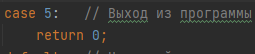 case 5:   // Выход из программы
    return 0;